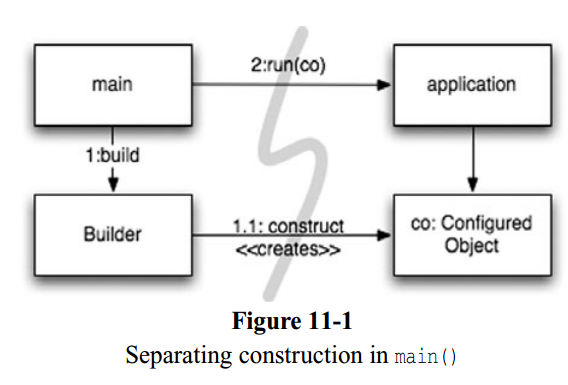 main
2:run(co)
application
1:build
Builder
1.1: construct
<<creates>>
co: Configured
Object
Figure 11-1
Separating construction in main()